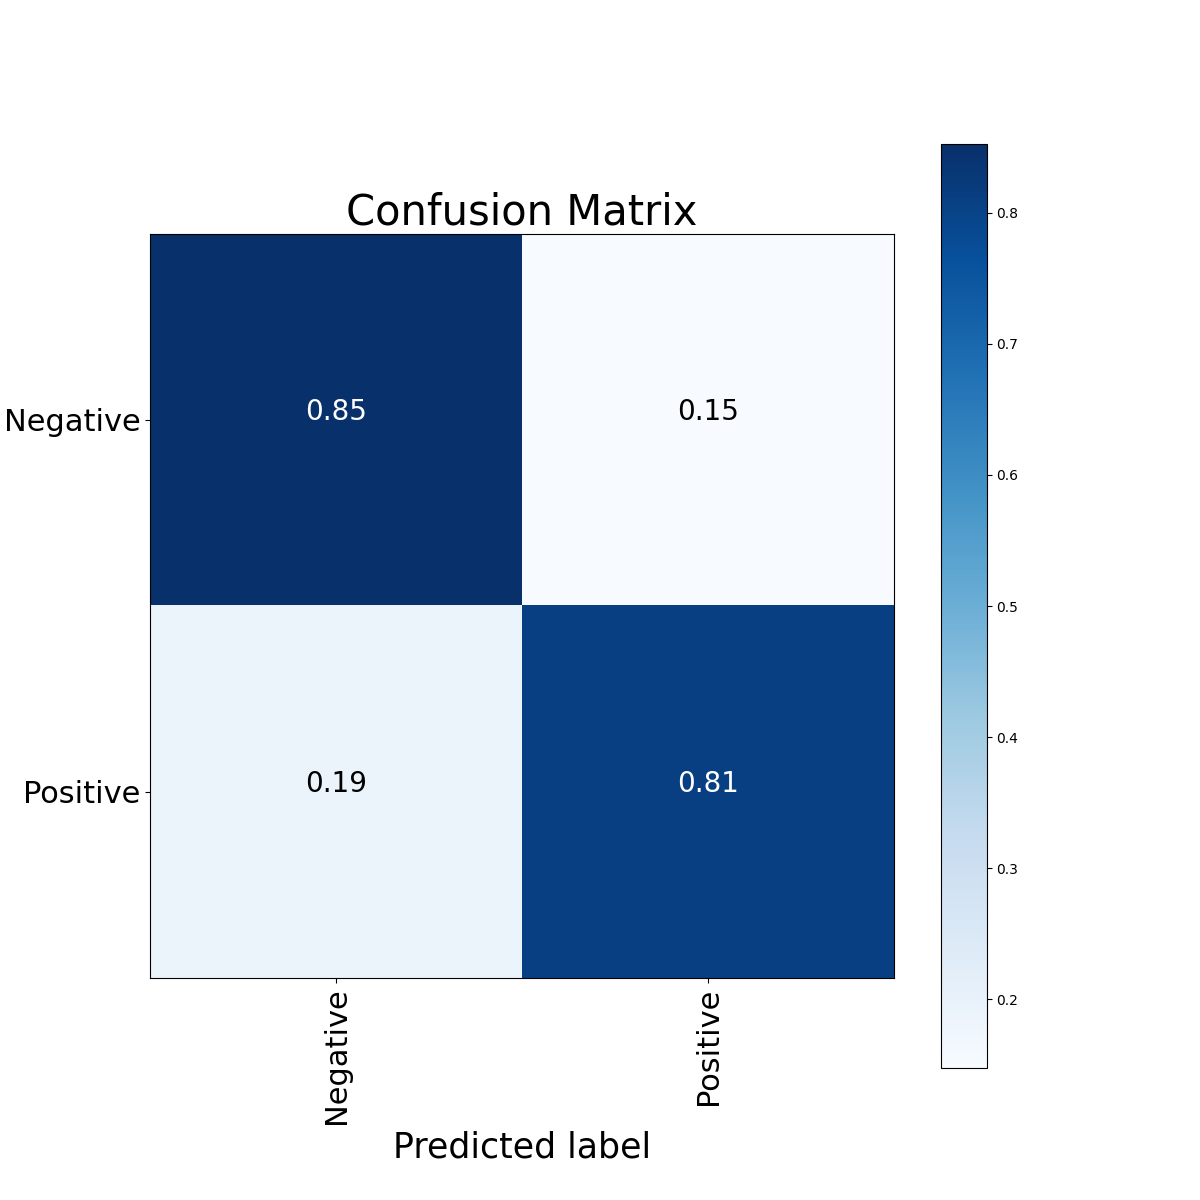 Confusion Matrix
Negative
0.85
0.15
Positive
0.19
0.81
Negative
Positive
Predicted label
0.8
0.7
0.6
0.5
0.4
0.3
0.2